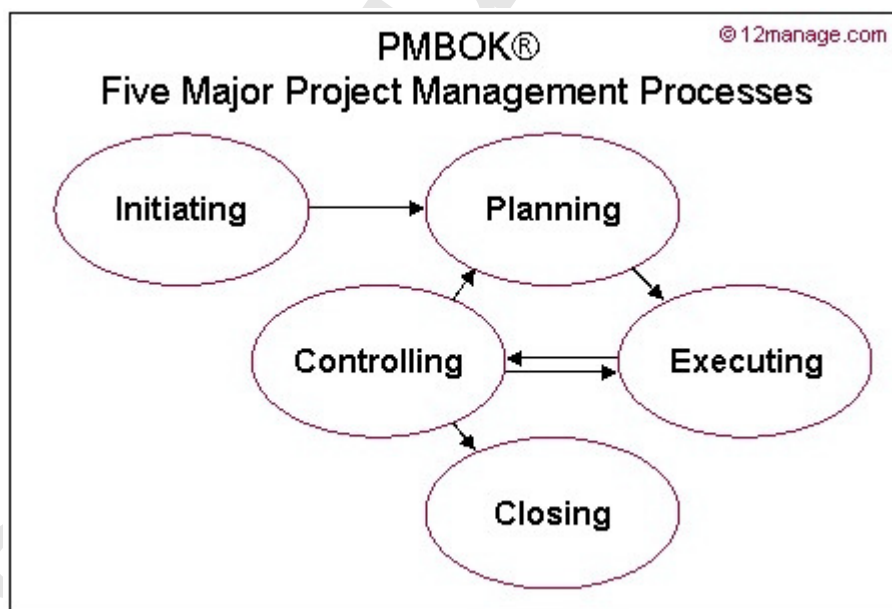 ©12manage.com
PMBOK®
Five Major Project Management Processes
Initiating
Planning
Controlling
Executing
Closing